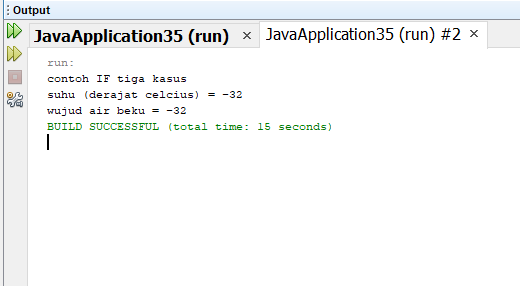 Output
JavaApplication35 (run) × JavaApplication35 (run) #2 ×
run:
contoh IF tiga kasus
suhu (derajat celcius) = -32
wujud air beku = -32
BUILD SUCCESSFUL (total time: 15 seconds)